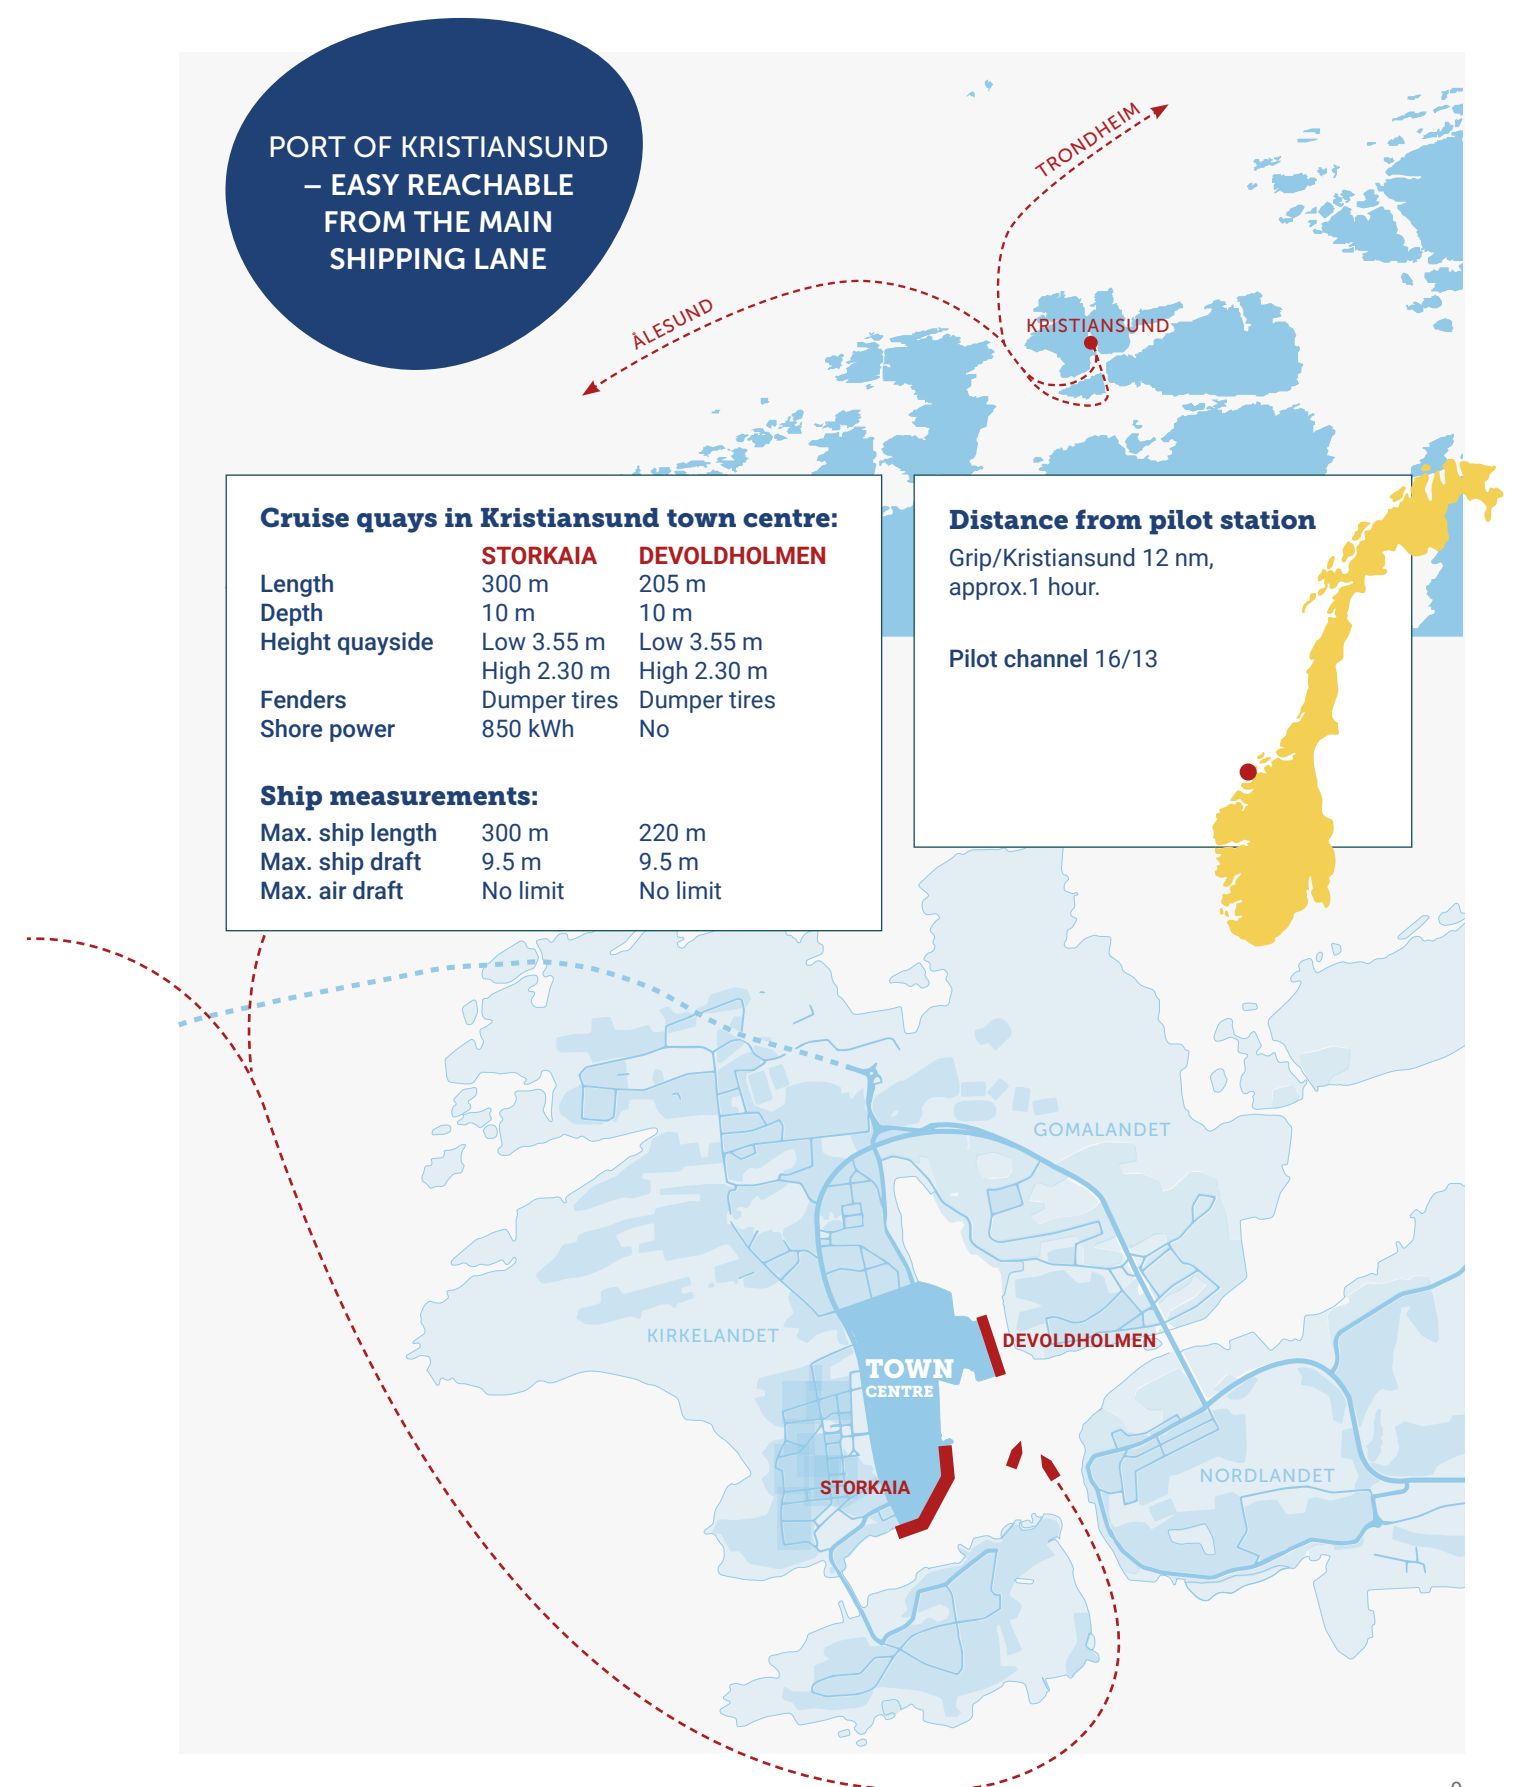 PORT OF KRISTIANSUND
– EASY REACHABLE
FROM THE MAIN
SHIPPING LANE
TRONDHEIM
ÅLESUND
KRISTIANSUND
Cruise quays in Kristiansund town centre:
STORKAIA DEVOLDHOLMEN
Length 300 m 205 m
Depth 10 m 10 m
Height quayside Low 3.55 m Low 3.55 m
High 2.30 m High 2.30 m
Fenders Dumper tires Dumper tires
Shore power 850 kWh No
Ship measurements:
Max. ship length 300 m 220 m
Max. ship draft 9.5 m 9.5 m
Max. air draft No limit No limit
Distance from pilot station
Grip/Kristiansund 12 nm,
approx.1 hour.
Pilot channel 16/13
GOMALANDET
KIRKELANDET
DEVOLDHOLMEN
TOWN
CENTRE
NORDLANDET
STORKAIA